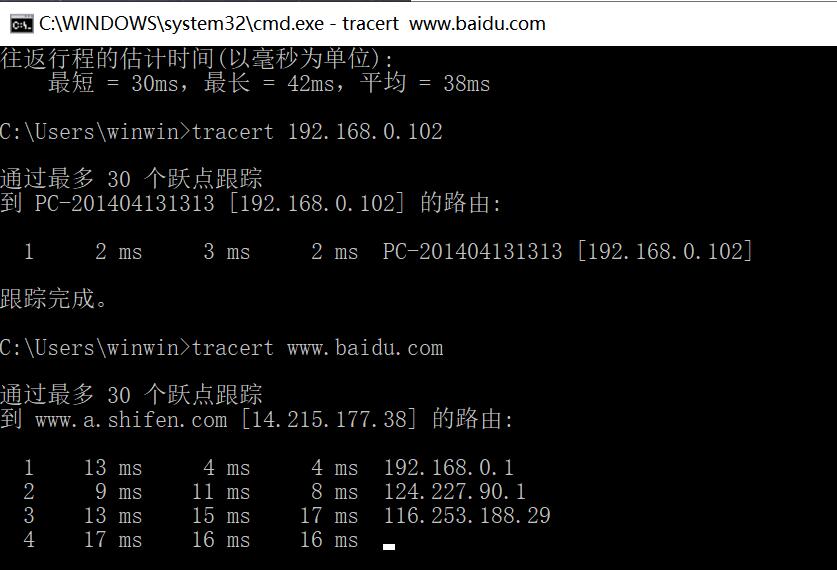 C:\WINDOWS\system32\cmd.exe - tracert  www.baidu.com
往返行程的估计时间(以毫秒为单位):
    最短 = 30ms，最长 = 42ms，平均 = 38ms
C:\Users\winwin>tracert 192.168.0.102
通过最多 30 个跃点跟踪
到 PC-201404131313 [192.168.0.102] 的路由:
  1     2 ms     3 ms     2 ms  PC-201404131313 [192.168.0.102]
跟踪完成。
C:\Users\winwin>tracert www.baidu.com
通过最多 30 个跃点跟踪
到 www.a.shifen.com [14.215.177.38] 的路由:
  1    13 ms     4 ms     4 ms  192.168.0.1
  2     9 ms    11 ms     8 ms  124.227.90.1
  3    13 ms    15 ms    17 ms  116.253.188.29
  4    17 ms    16 ms    16 ms